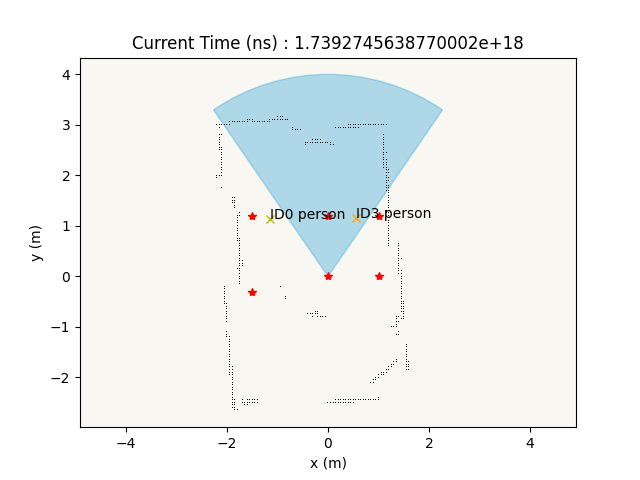 Current Time (ns) : 1.7392745638770002e+18
4
3
2
1
0
−1
−2
y (m)
ID0 person
ID3 person
−4
−2
0
2
4
x (m)